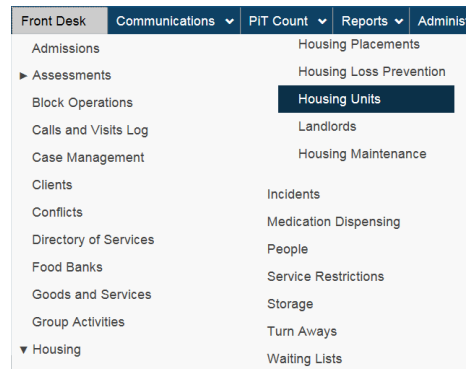 Front Desk
Communications
PiT Count
Reports
Adminis
Admissions
Assessments
Block Operations
Calls and Visits Log
Case Management
Clients
Conflicts
Directory of Services
Food Banks
Goods and Services
Group Activities
Housing
Housing Placements
Housing Loss Prevention
Housing Units
Landlords
Housing Maintenance
Incidents
Medication Dispensing
People
Service Restrictions
Storage
Turn Aways
Waiting Lists